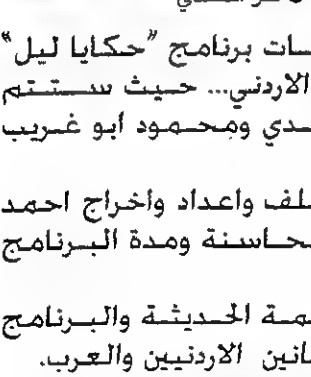 سات برنامج "حكايا ليل"
الاردني... حيث ستتم
دي ومحمود ابو غريب
لف واعداد واخراج احمد
حاسنة ومدة البرنامج
مة الحديثة والبرنامج
انين الاردنيين والعرب.